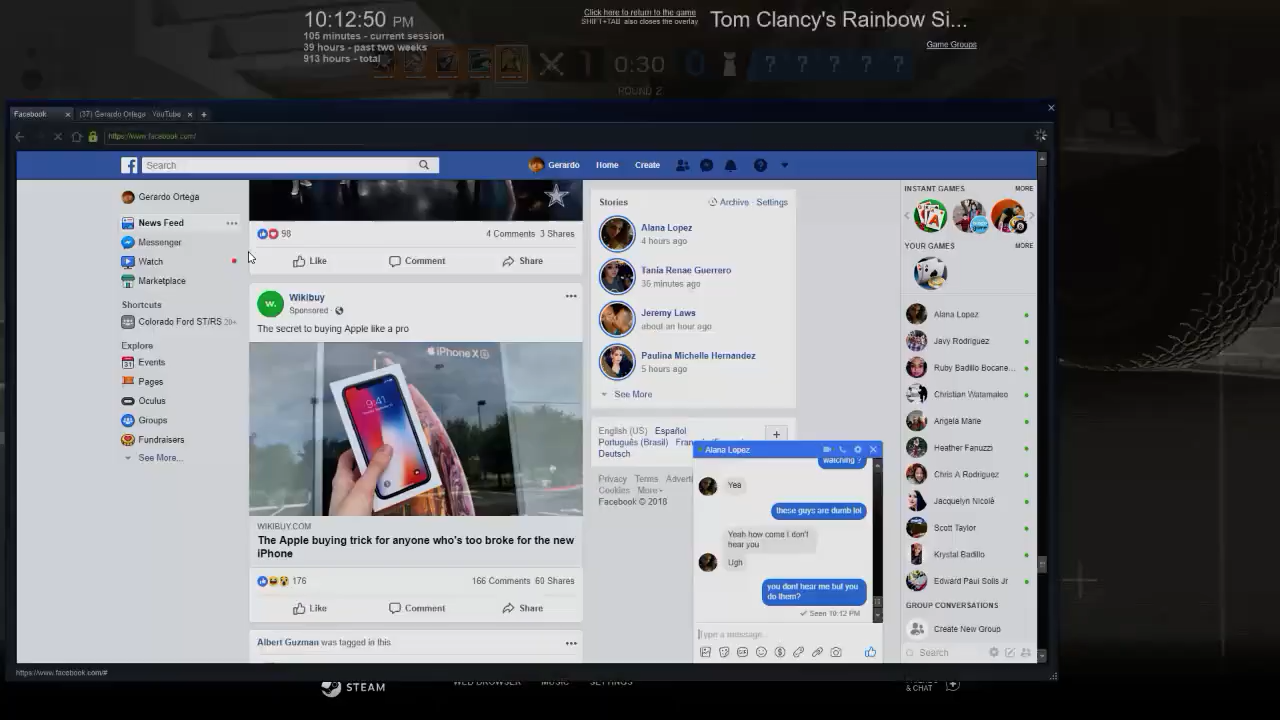 10:12:50 PM
105 minutes - current session
39 hours - past two weeks
913 hours - total
Click here to return to the game
SHIFT+TAB also closes the overlay
Tom Clancy's Rainbow Si...
Game Groups
1
0:30
0
? ? ? ? ?
ROUND 2
Facebook
(37) Gerardo Ortega - YouTube
+
https://www.facebook.com/
Search
Gerardo
Home
Create
Gerardo Ortega
News Feed
Messenger
Watch
Marketplace
Shortcuts
Colorado Ford ST/RS 20+
Explore
Events
Pages
Oculus
Groups
Fundraisers
See More...
98
4 Comments 3 Shares
Like
Comment
Share
w.
Wikibuy
Sponsored
The secret to buying Apple like a pro
iPhone X
9:41
WIKIBUY.COM
The Apple buying trick for anyone who's too broke for the new
iPhone
176
166 Comments 60 Shares
Like
Comment
Share
Albert Guzman was tagged in this
Stories
Archive · Settings
Alana Lopez
4 hours ago
Tania Renae Guerrero
36 minutes ago
Jeremy Laws
about an hour ago
Paulina Michelle Hernandez
5 hours ago
See More
English (US) · Español
Português (Brasil)
Deutsch
Privacy · Terms
Cookies · More
Facebook © 2018
Alana Lopez
watching ?
Yea
these guys are dumb lol
Yeah how come I don't
hear you
Ugh
you dont hear me but you
do them?
Seen 10:12 PM
Type a message...
INSTANT GAMES
MORE
YOUR GAMES
MORE
Alana Lopez
Javy Rodriguez
Ruby Badillo Bocane...
Christian Watamaleo
Angela Marie
Heather Fanuzzi
Chris A Rodriguez
Jacquelyn Nicolé
Scott Taylor
Krystal Badillo
Edward Paul Solis Jr
GROUP CONVERSATIONS
Create New Group
Search
https://www.facebook.com/#
STEAM
WEB BROWSER
MUSIC
SETTINGS
& CHAT